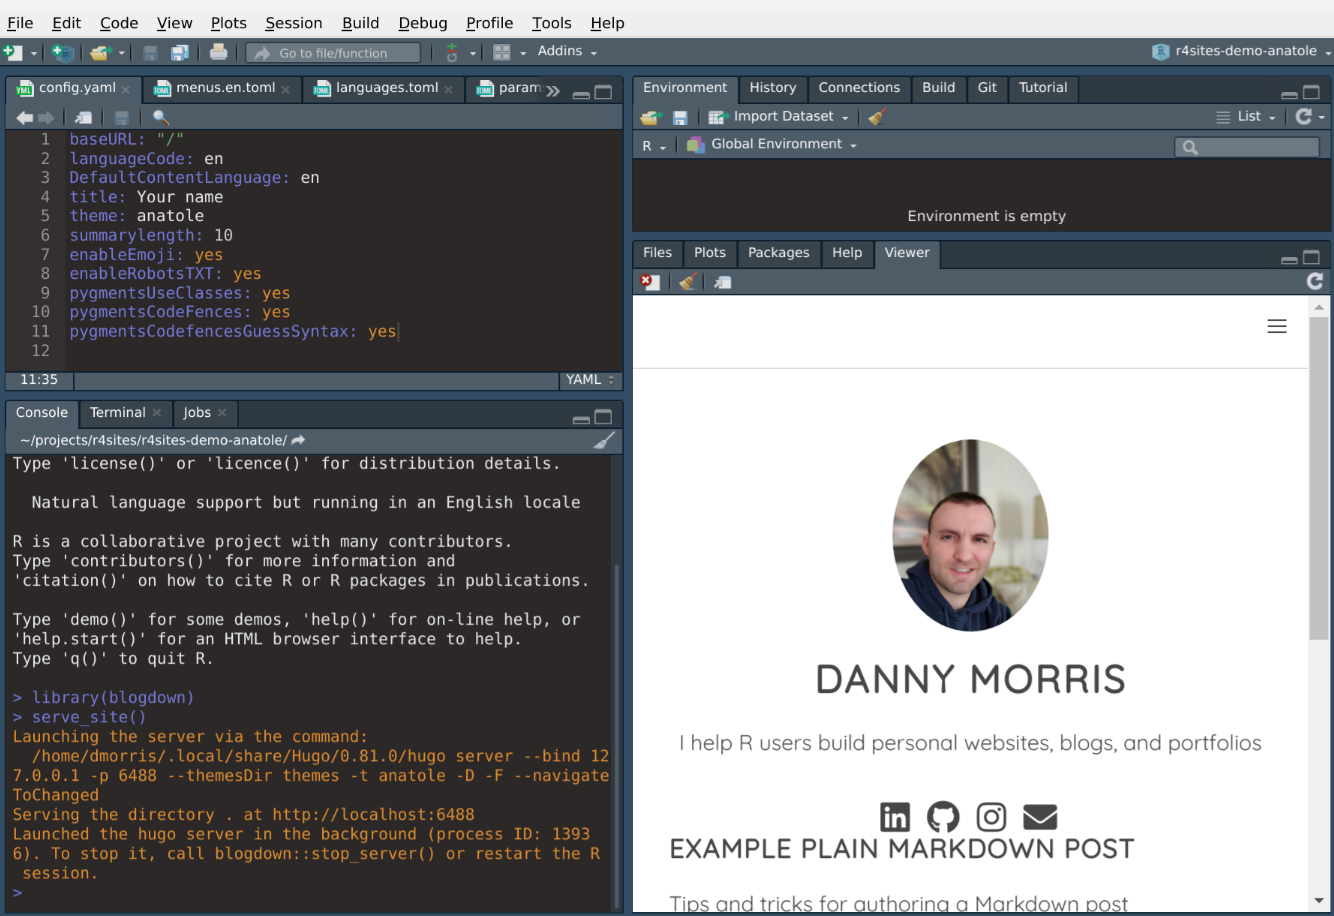 File Edit Code View Plots Session Build Debug Profile Tools Help
Go to file/function Addins r4sites-demo-anatole
config.yaml menus.en.toml languages.toml param
1 baseURL: "/"
2 languageCode: en
3 DefaultContentLanguage: en
4 title: Your name
5 theme: anatole
6 summarylength: 10
7 enableEmoji: yes
8 enableRobotsTXT: yes
9 pygmentsUseClasses: yes
10 pygmentsCodeFences: yes
11 pygmentsCodefencesGuessSyntax: yes
12
11:35 YAML
Console Terminal Jobs
~/projects/r4sites/r4sites-demo-anatole/
Type 'license()' or 'licence()' for distribution details.
Natural language support but running in an English locale
R is a collaborative project with many contributors.
Type 'contributors()' for more information and
'citation()' on how to cite R or R packages in publications.
Type 'demo()' for some demos, 'help()' for on-line help, or
'help.start()' for an HTML browser interface to help.
Type 'q()' to quit R.
> library(blogdown)
> serve_site()
Launching the server via the command:
/home/dmorris/.local/share/Hugo/0.81.0/hugo server --bind 12
7.0.0.1 -p 6488 --themesDir themes -t anatole -D -F --navigate
ToChanged
Serving the directory . at http://localhost:6488
Launched the hugo server in the background (process ID: 1393
6). To stop it, call blogdown::stop_server() or restart the R
session.
>
Environment History Connections Build Git Tutorial
Import Dataset List
R Global Environment
Environment is empty
Files Plots Packages Help Viewer
DANNY MORRIS
I help R users build personal websites, blogs, and portfolios
in
EXAMPLE PLAIN MARKDOWN POST
Tips and tricks for authoring a Markdown post